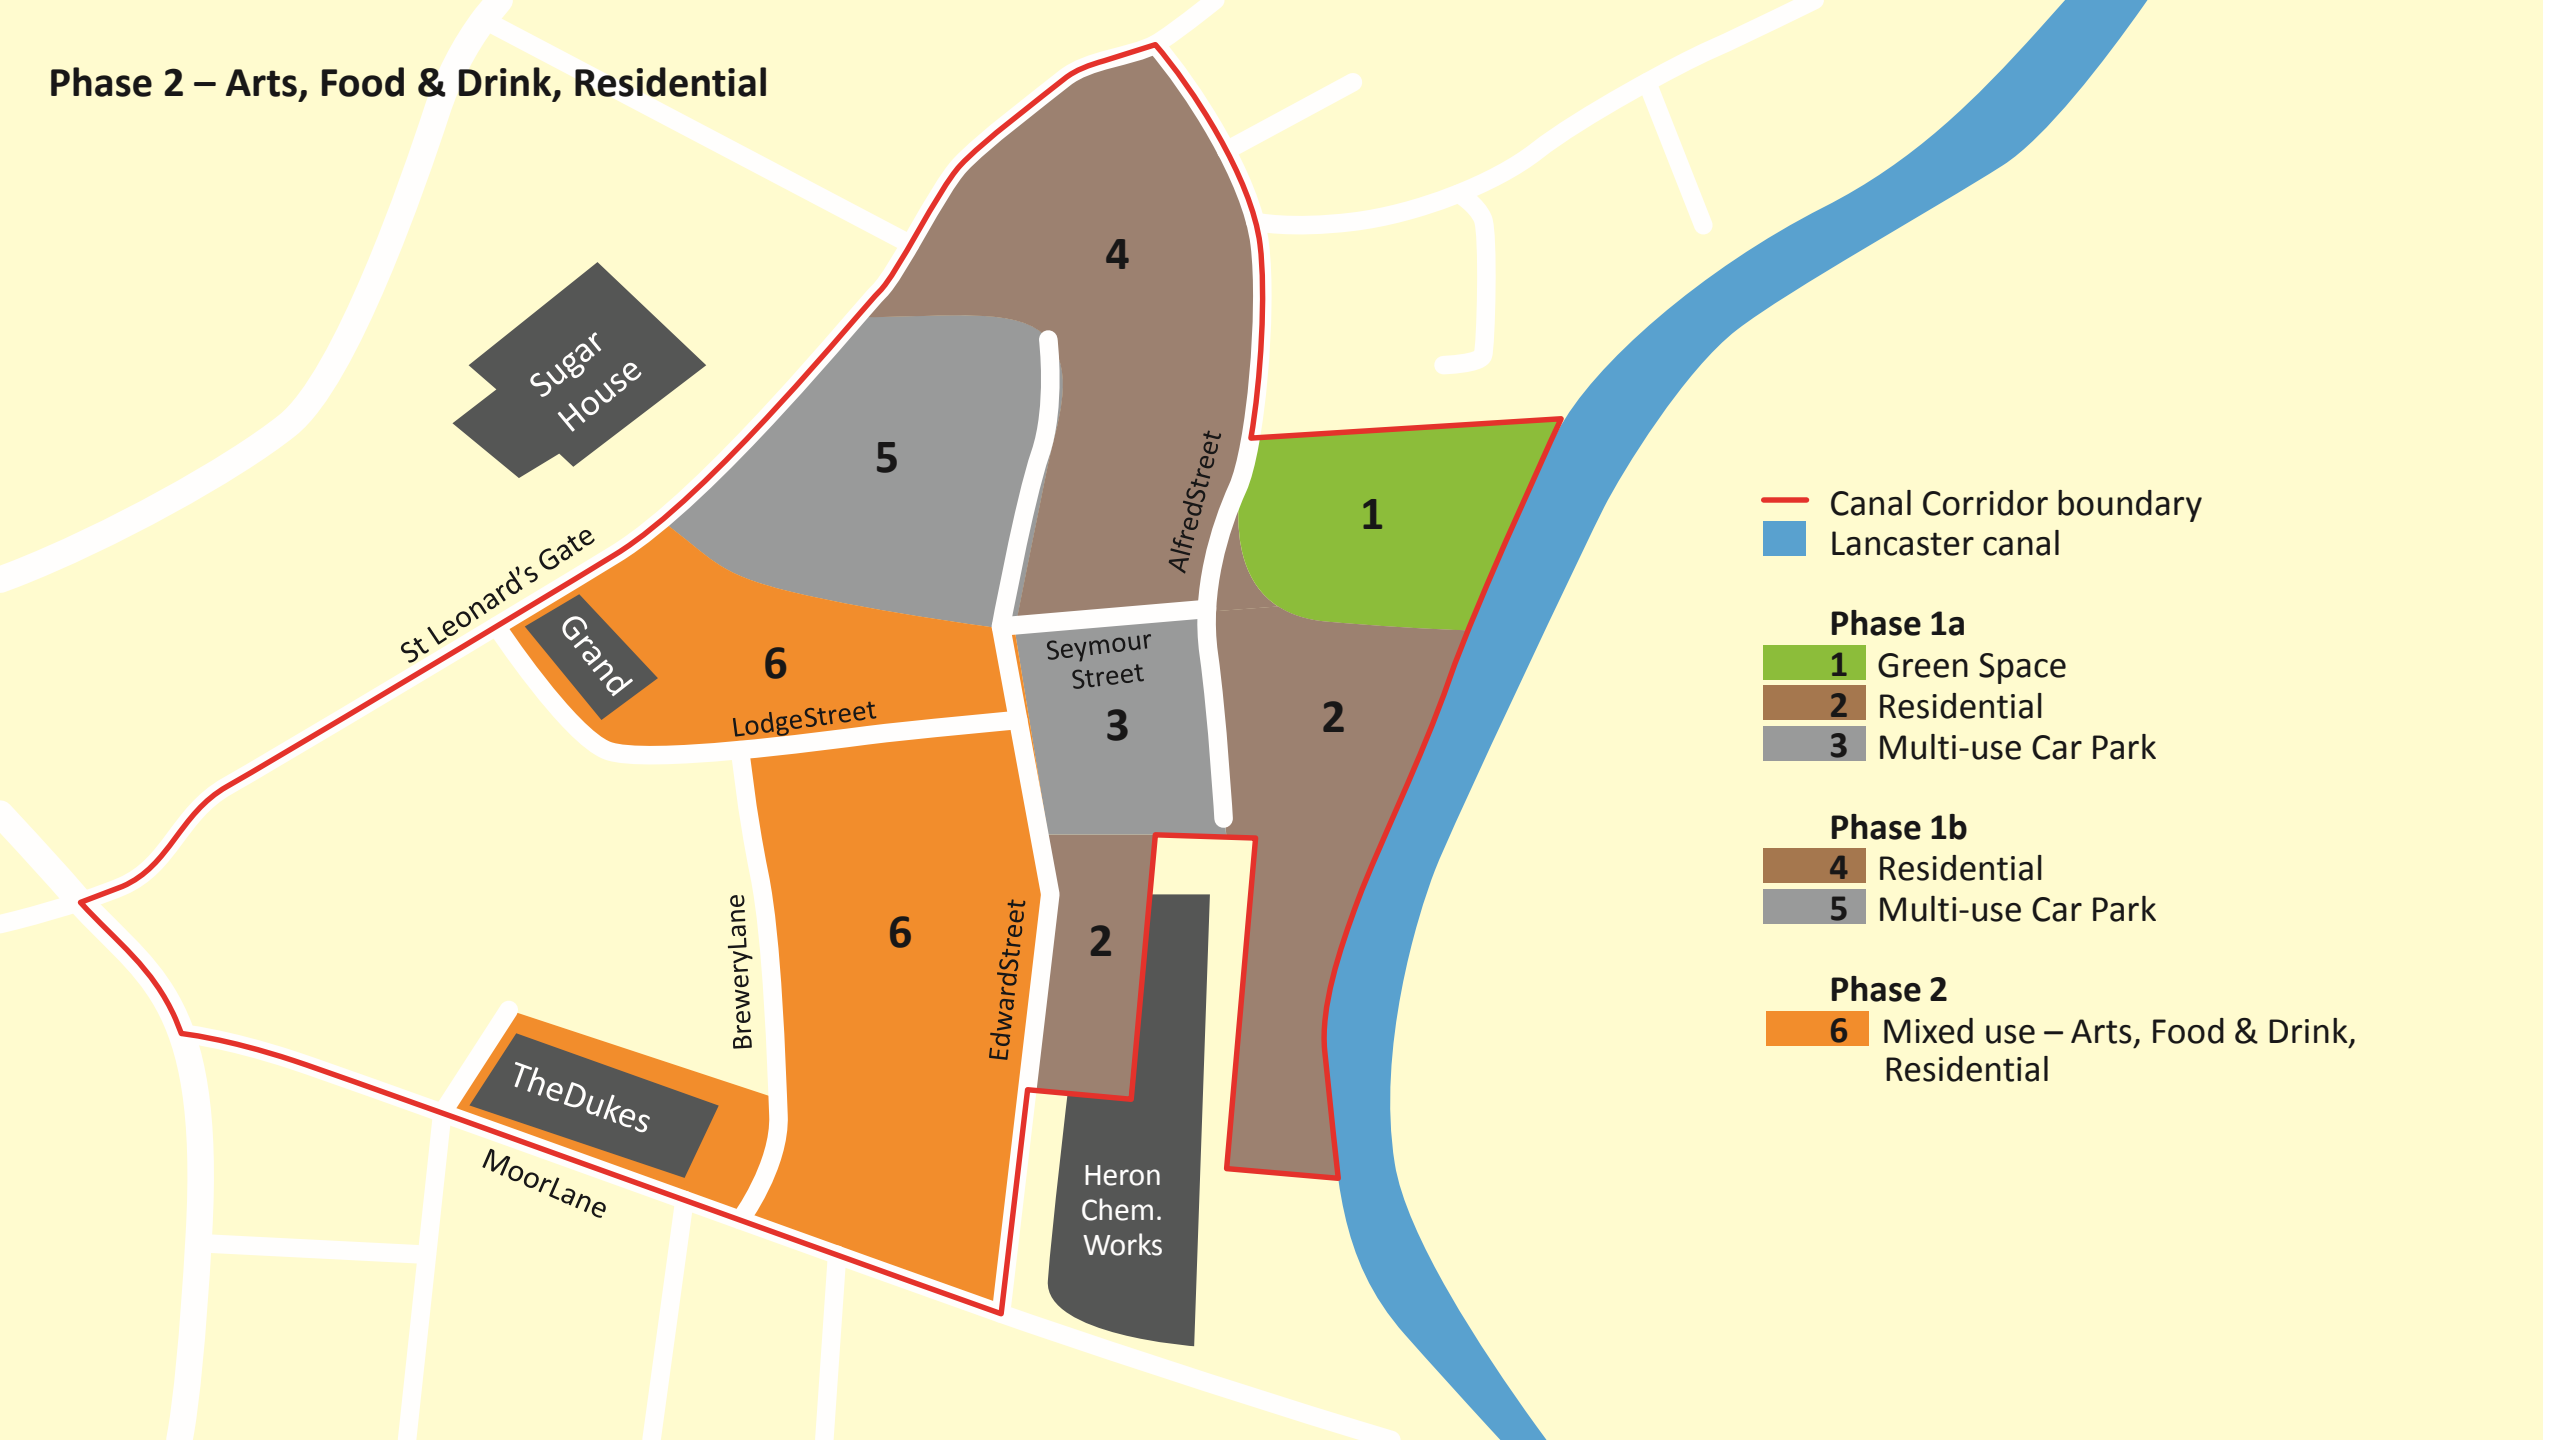 Phase 2 – Arts, Food & Drink, Residential
4
Sugar
House
5
AlfredStreet
1
St Leonard's Gate
Grand
6
Seymour
Street
LodgeStreet
3
2
BreweryLane
6
EdwardStreet
2
TheDukes
MoorLane
Heron
Chem.
Works
Canal Corridor boundary
Lancaster canal
Phase 1a
1 Green Space
2 Residential
3 Multi-use Car Park
Phase 1b
4 Residential
5 Multi-use Car Park
Phase 2
6 Mixed use – Arts, Food & Drink,
Residential